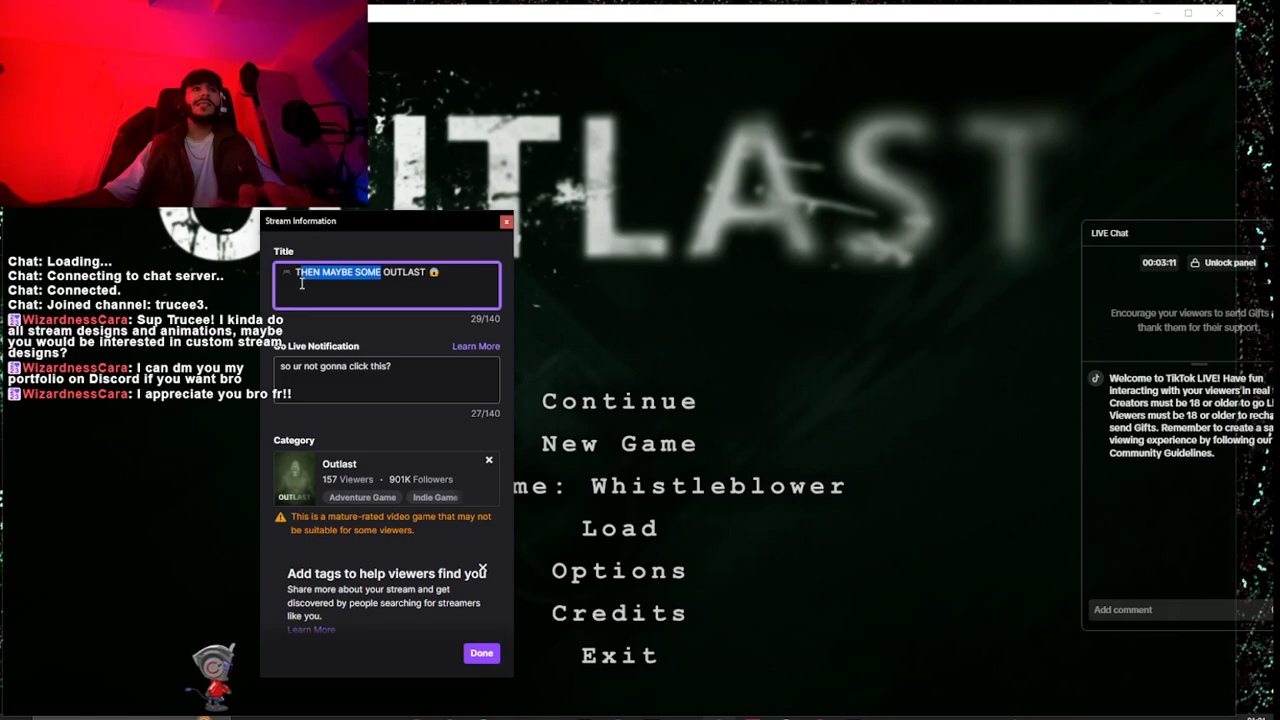 OUTLAST
Chat: Loading...
Chat: Connecting to chat server..
Chat: Connected.
Chat: Joined channel: trucee3.
WizardnessCara: Sup Trucee! I kinda do
all stream designs and animations, maybe
you would be interested in custom stream
designs?
WizardnessCara: I can dm you my
portfolio on Discord if you want bro
WizardnessCara: I appreciate you bro fr!!
Stream Information
Title
THEN MAYBE SOME OUTLAST 😱
29/140
Go Live Notification
Learn More
so ur not gonna click this?
27/140
Category
OUTLAST
Outlast
157 Viewers • 901K Followers
Adventure Game
Indie Game
This is a mature-rated video game that may not
be suitable for some viewers.
Add tags to help viewers find you
Share more about your stream and get
discovered by people searching for streamers
like you.
Learn More
Done
Continue
New Game
me: Whistleblower
Load
Options
Credits
Exit
LIVE Chat
00:03:11
Unlock panel
Encourage your viewers to send Gifts
thank them for their support.
Welcome to TikTok LIVE! Have fun
interacting with your viewers in real
Creators must be 18 or older to go L
Viewers must be 18 or older to recha
send Gifts. Remember to create a sa
viewing experience by following our
Community Guidelines.
Add comment